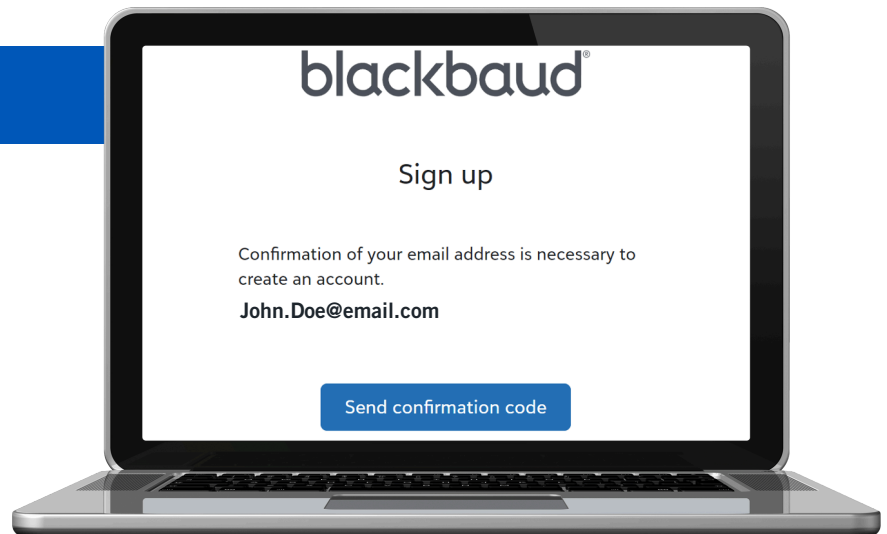 blackbaud®
Sign up
Confirmation of your email address is necessary to
create an account.
John.Doe@email.com
Send confirmation code